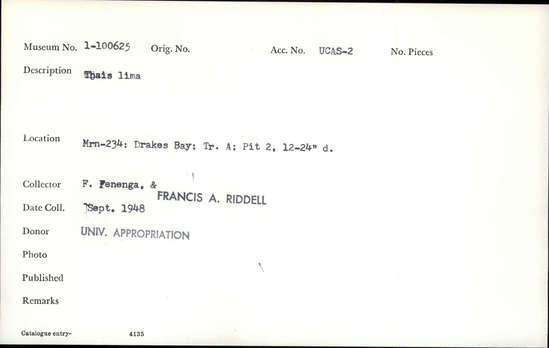 Museum No. 1-100625 Orig. No. Acc. No. UCAS-2 No. Pieces
Description Thais lima
Location Mrn-234: Drakes Bay: Tr. A; Pit 2, 12-24" d.
Collector F. Fenenga, &
FRANCIS A. RIDDELL
Date Coll. Sept. 1948
Donor UNIV. APPROPRIATION
Photo
Published
Remarks
Catalogue entry- 4135